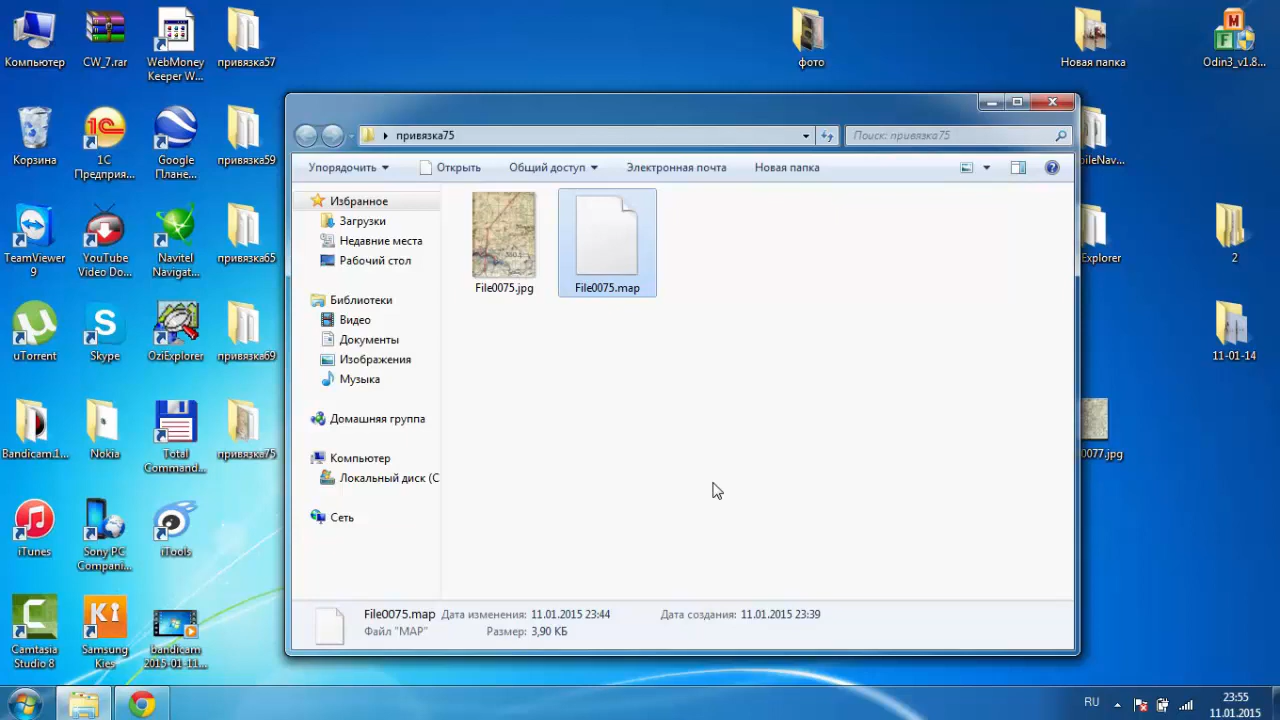 Компьютер
CW_7.rar
WebMoney
Keeper W...
привязка57
фото
Новая папка
Odin3_v1.8...
Корзина
1С
Предприя...
Google
Плане...
привязка59
bileNav...
TeamViewer
9
YouTube
Video Do...
Navitel
Navigat...
привязка65
Explorer
2
uTorrent
Skype
OziExplorer
привязка69
11-01-14
Bandicam.1...
Nokia
Total
Command...
привязка75
0077.jpg
iTunes
Sony PC
Compani...
iTools
Camtasia
Studio 8
Samsung
Kies
bandicam
2015-01-11...
привязка75
Поиск: привязка75
Упорядочить
Открыть
Общий доступ
Электронная почта
Новая папка
Избранное
Загрузки
Недавние места
Рабочий стол
Библиотеки
Видео
Документы
Изображения
Музыка
Домашняя группа
Компьютер
Локальный диск (C
Сеть
File0075.jpg
File0075.map
File0075.map Дата изменения: 11.01.2015 23:44 Дата создания: 11.01.2015 23:39
Файл "MAP" Размер: 3,90 КБ
RU
23:55
11.01.2015